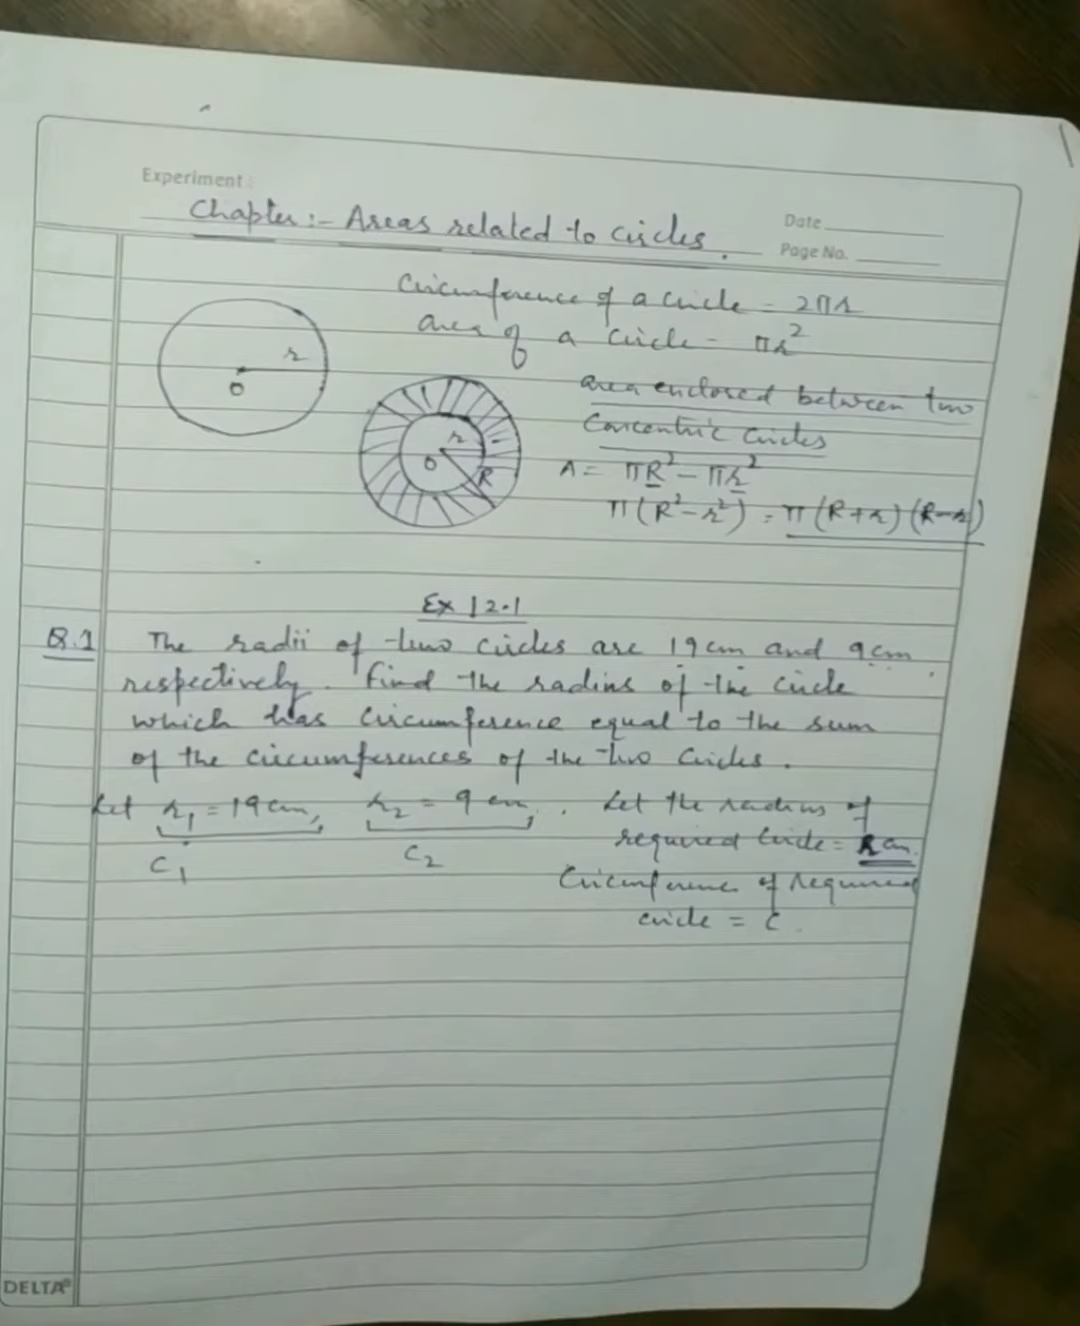 Experiment :
Chapter :- Areas related to circles.
Date
Page No.
Circumference of a circle = 2πr
area of a circle - πr²
r
O
area enclosed between two
Concentric Circles
r
O
R
A = πR² - πr²
π(R²-r²) = π(R+r)(R-r)
Ex 12.1
Q.1 The radii of two circles are 19 cm and 9 cm
respectively. Find the radius of the circle
which has circumference equal to the sum
of the circumferences of the two circles.
Let r₁ = 19 cm, r₂ = 9 cm. Let the radius of
required circle = R cm.
C₁ C₂
Circumference of required
circle = C.
DELTA®